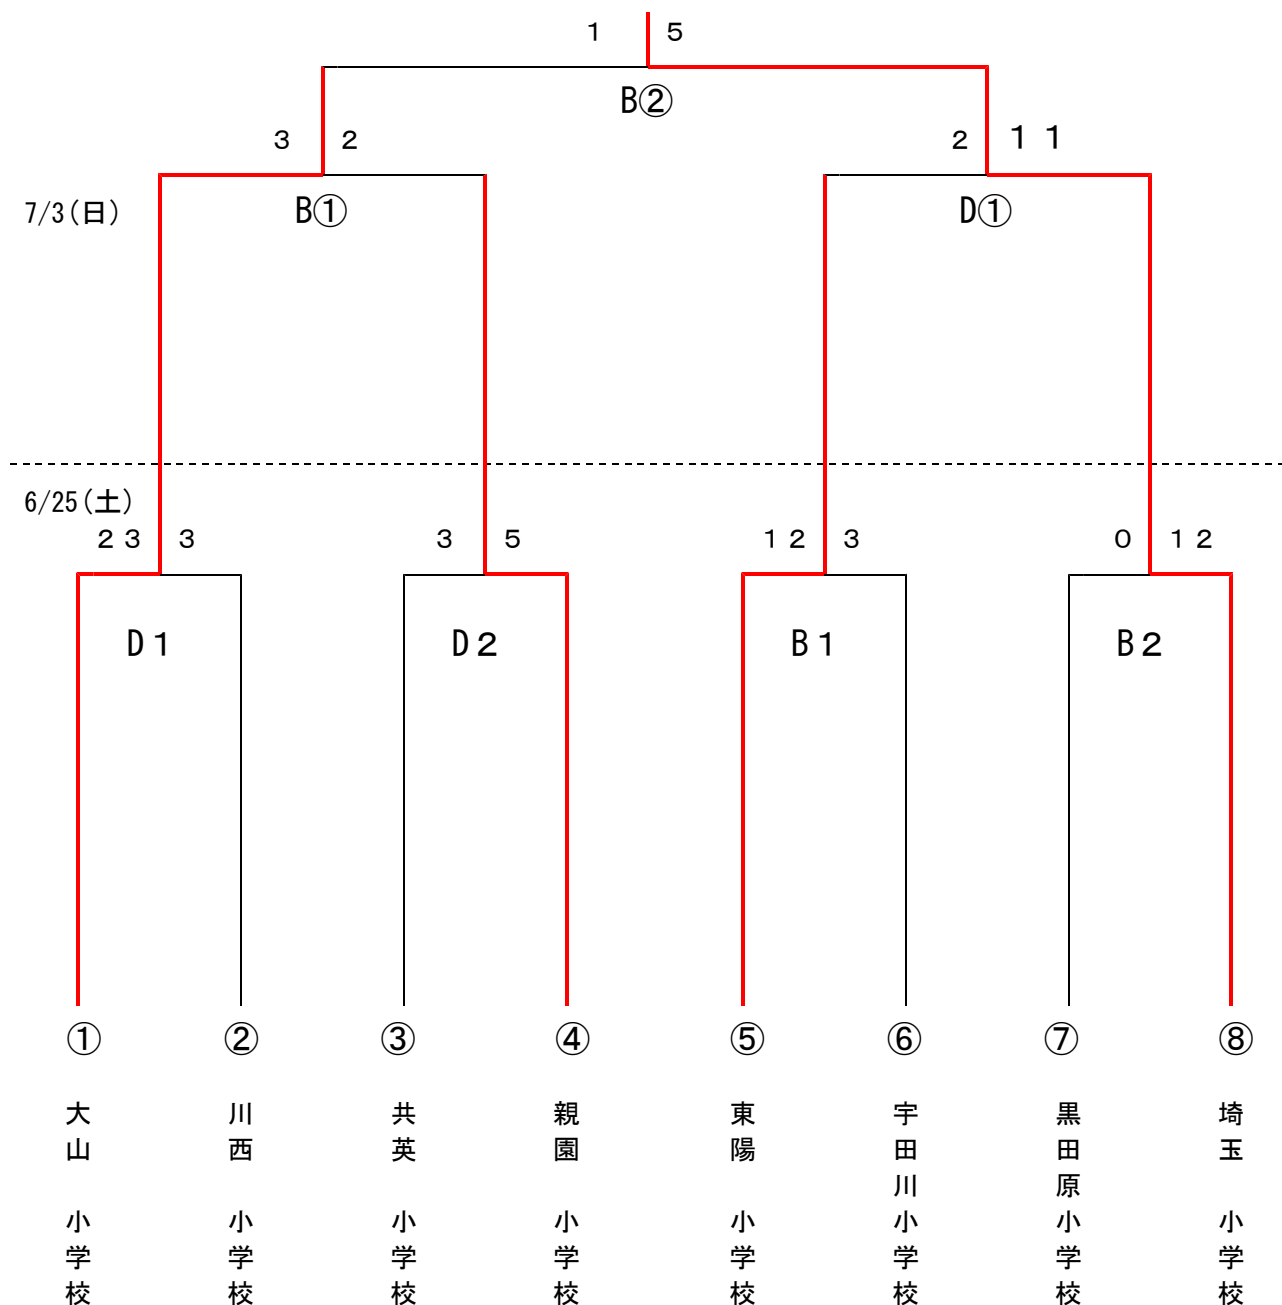 １ ５
B②
３ ２ ２ １１
7/3(日) B① D①
6/25(土)
２３ ３ ３ ５ １２ ３ ０ １２
D１ D２ B１ B２
① ② ③ ④ ⑤ ⑥ ⑦ ⑧
大山 小学校
川西 小学校
共英 小学校
親園 小学校
東陽 小学校
宇田川小学校
黒田原小学校
埼玉 小学校